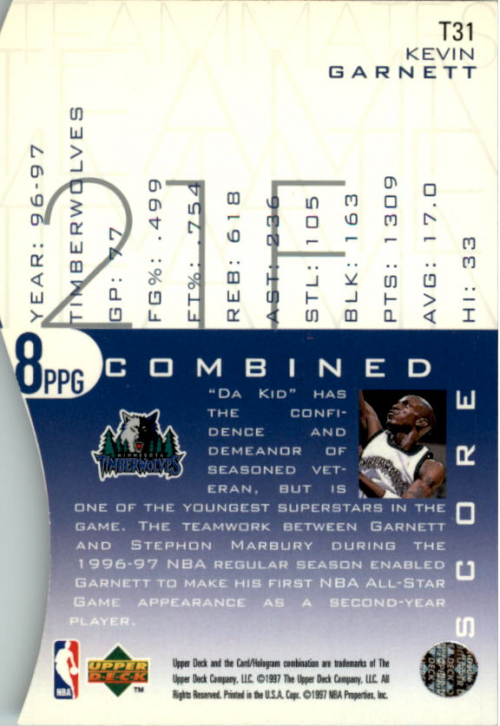 T31
KEVIN
GARNETT
YEAR: 96-97
TIMBERWOLVES
GP: 77
FG%: .499
FT%: .754
REB: 618
AST: 236
STL: 105
BLK: 163
PTS: 1309
AVG: 17.0
HI: 33
21F
8PPG
COMBINED
SCORE
"DA KID" HAS
THE CONFI-
DENCE AND
DEMEANOR OF
SEASONED VET-
ERAN, BUT IS
ONE OF THE YOUNGEST SUPERSTARS IN THE
GAME. THE TEAMWORK BETWEEN GARNETT
AND STEPHON MARBURY DURING THE
1996-97 NBA REGULAR SEASON ENABLED
GARNETT TO MAKE HIS FIRST NBA ALL-STAR
GAME APPEARANCE AS A SECOND-YEAR
PLAYER.
MINNESOTA
TIMBERWOLVES
NBA
UPPER
DECK
TM
Upper Deck and the Card/Hologram combination are trademarks of The
Upper Deck Company, LLC. ©1997 The Upper Deck Company, LLC. All
Rights Reserved. Printed in the U.S.A. Copr. ©1997 NBA Properties, Inc.